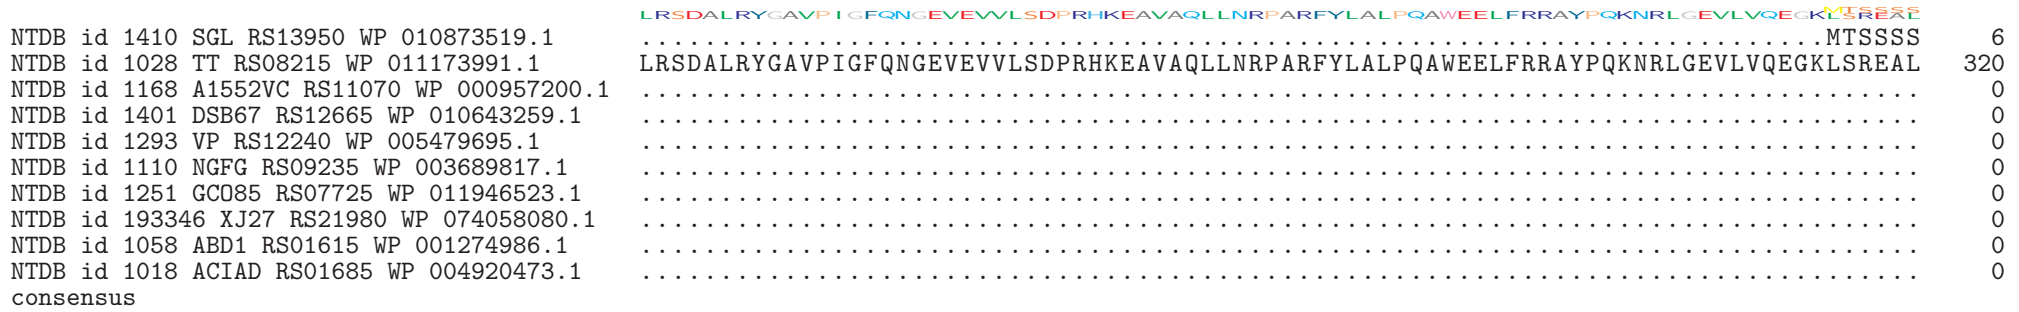 LRSDALRYGAVPIGFQNGEVEVVLSDPRHKEAVAQLLNRPARFYLALPQAWEELFRRAYPQKNRLGEVLVQEGKLSREAL
NTDB id 1410 SGL RS13950 WP 010873519.1 ..........................................................................MTSSSS 6
NTDB id 1028 TT RS08215 WP 011173991.1 LRSDALRYGAVPIGFQNGEVEVVLSDPRHKEAVAQLLNRPARFYLALPQAWEELFRRAYPQKNRLGEVLVQEGKLSREAL 320
NTDB id 1168 A1552VC RS11070 WP 000957200.1 ................................................................................ 0
NTDB id 1401 DSB67 RS12665 WP 010643259.1 ................................................................................ 0
NTDB id 1293 VP RS12240 WP 005479695.1 ................................................................................ 0
NTDB id 1110 NGFG RS09235 WP 003689817.1 ................................................................................ 0
NTDB id 1251 GCO85 RS07725 WP 011946523.1 ................................................................................ 0
NTDB id 193346 XJ27 RS21980 WP 074058080.1 ................................................................................ 0
NTDB id 1058 ABD1 RS01615 WP 001274986.1 ................................................................................ 0
NTDB id 1018 ACIAD RS01685 WP 004920473.1 ................................................................................ 0
consensus